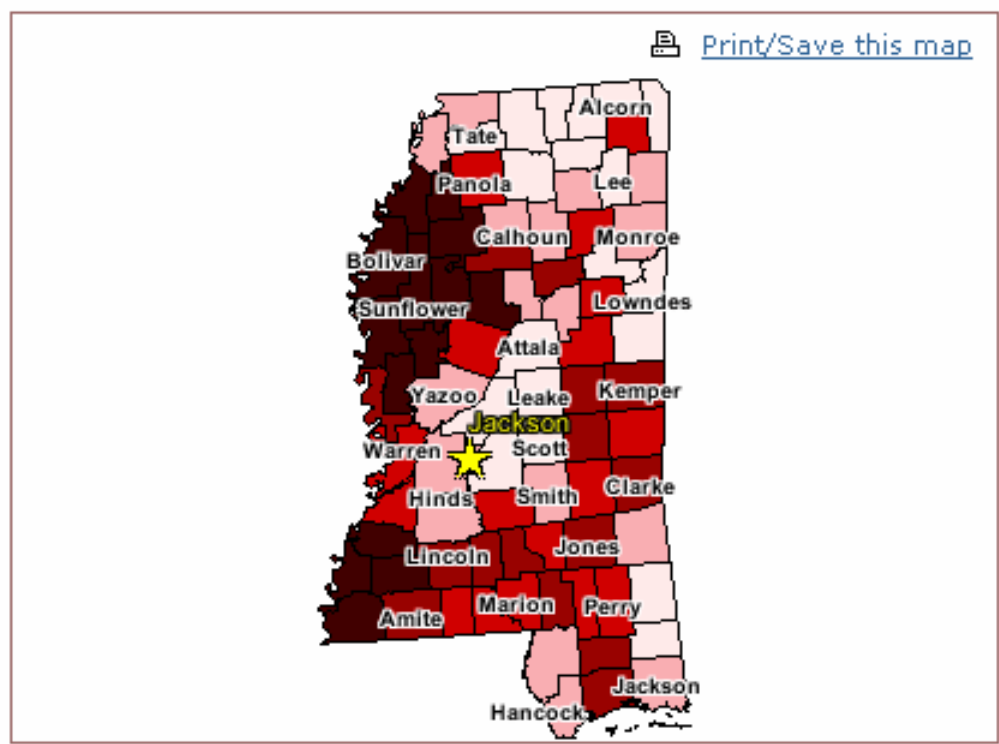 Print/Save this map
Alcorn
Tate
Panola
Lee
Calhoun
Monroe
Bolivar
Sunflower
Lowndes
Attala
Yazoo
Leake
Kemper
Jackson
Warren
Scott
Hinds
Smith
Clarke
Lincoln
Jones
Amite
Marion
Perry
Jackson
Hancock